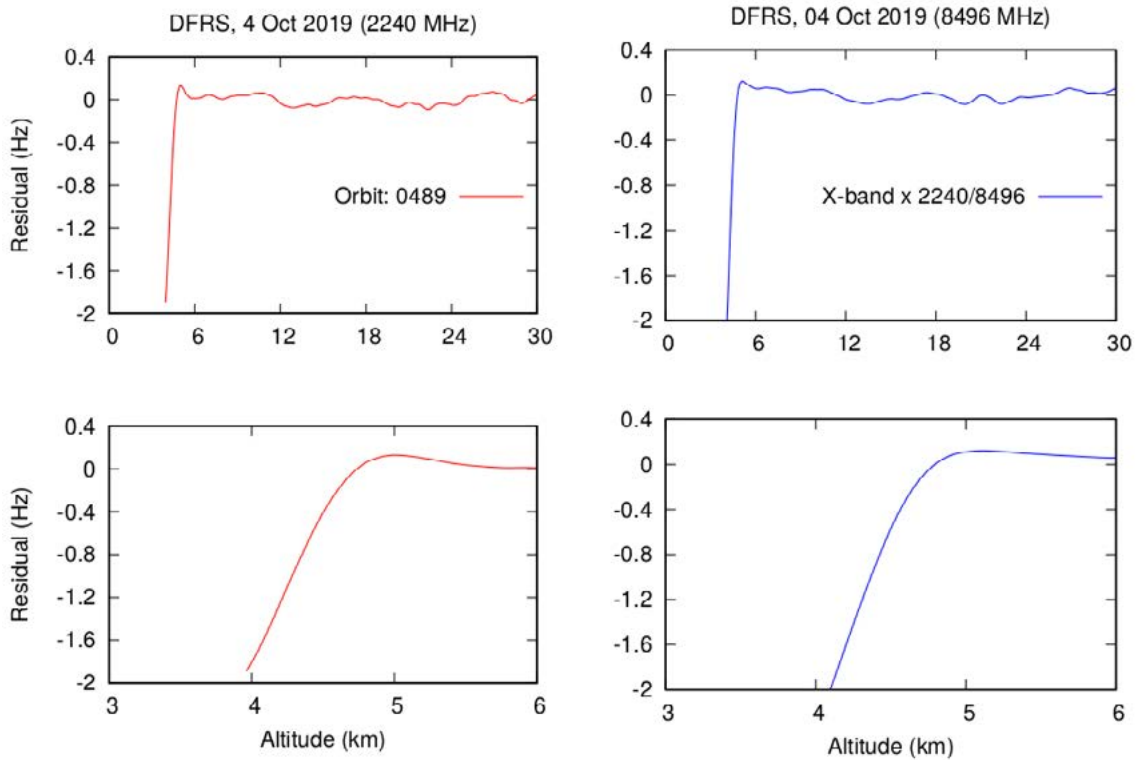 DFRS, 4 Oct 2019 (2240 MHz)
0.4
0
-0.4
-0.8
-1.2
-1.6
-2
Residual (Hz)
Orbit: 0489
0 6 12 18 24 30
DFRS, 04 Oct 2019 (8496 MHz)
0.4
0
-0.4
-0.8
-1.2
-1.6
-2
X-band x 2240/8496
0 6 12 18 24 30
0.4
0
-0.4
-0.8
-1.2
-1.6
-2
Residual (Hz)
3 4 5 6
Altitude (km)
0.4
0
-0.4
-0.8
-1.2
-1.6
-2
3 4 5 6
Altitude (km)